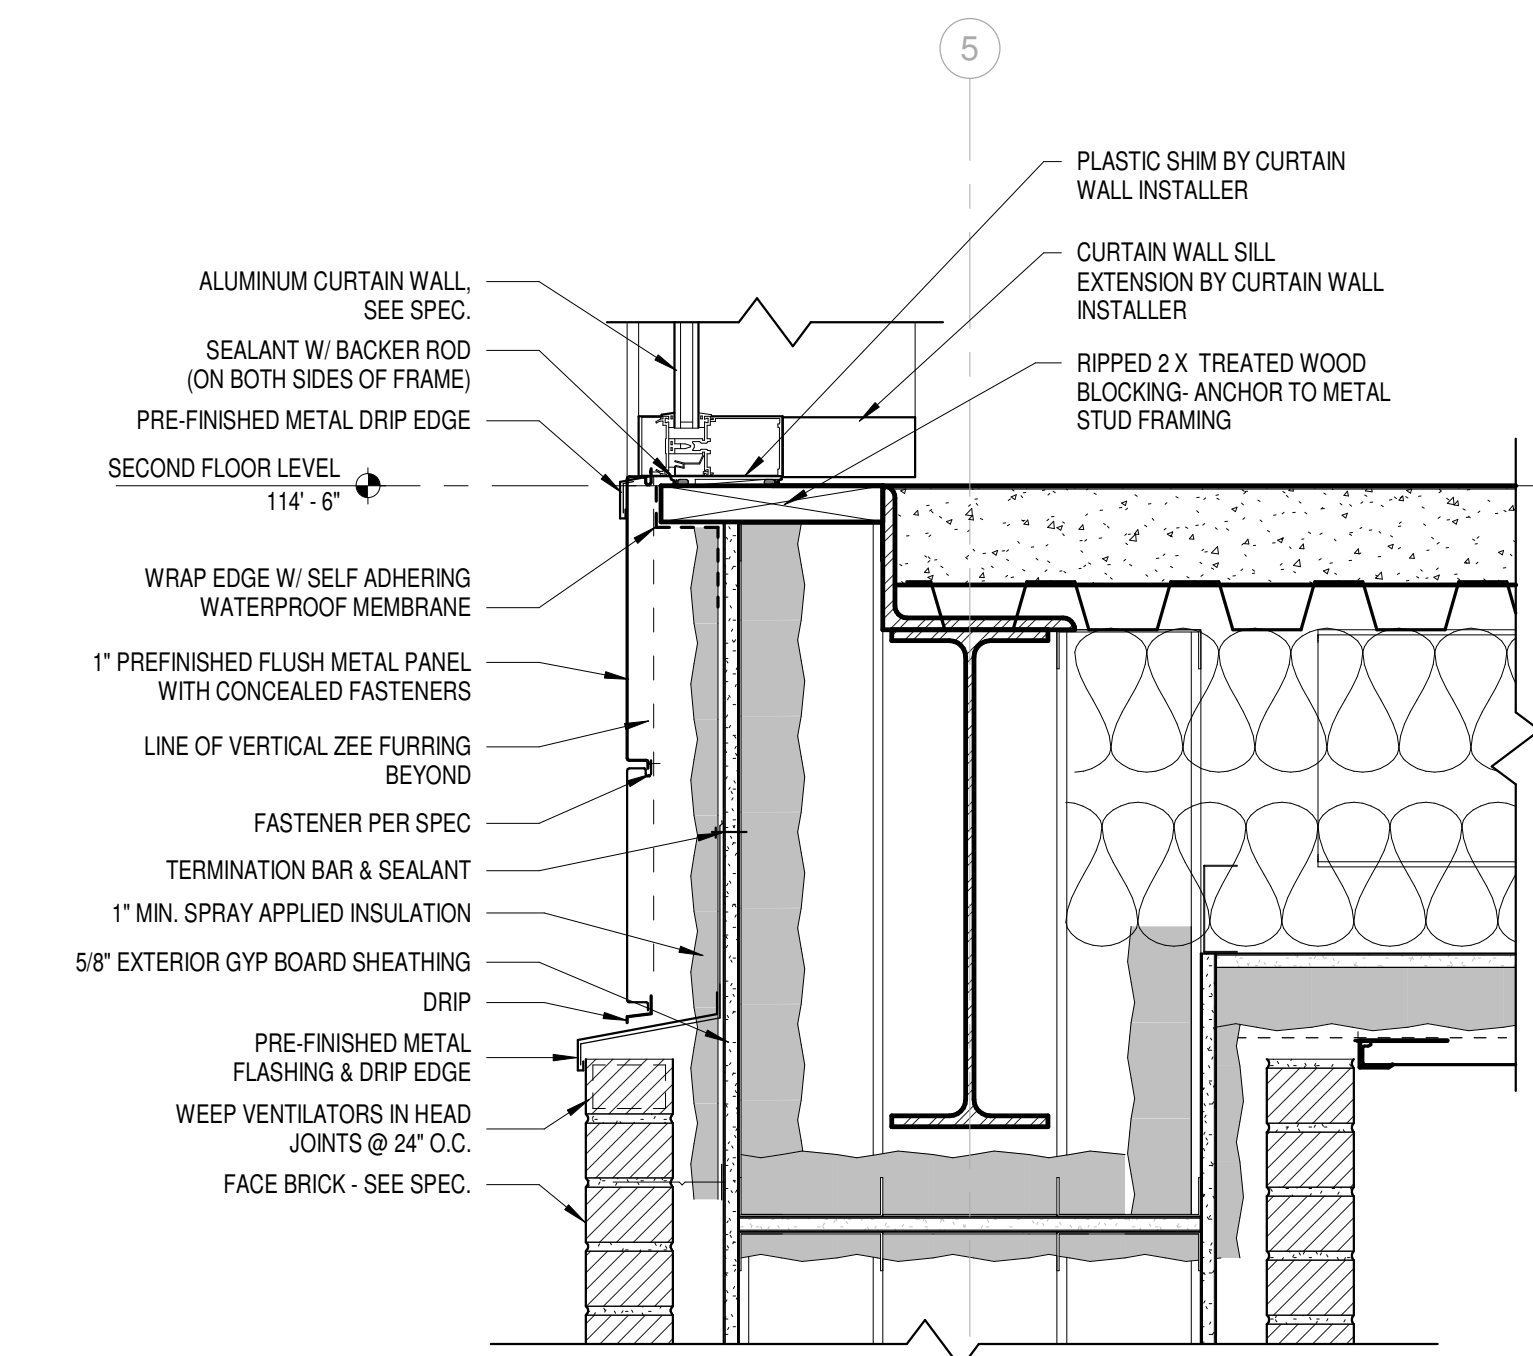 5
PLASTIC SHIM BY CURTAIN
WALL INSTALLER
CURTAIN WALL SILL
EXTENSION BY CURTAIN WALL
INSTALLER
RIPPED 2 X TREATED WOOD
BLOCKING- ANCHOR TO METAL
STUD FRAMING
ALUMINUM CURTAIN WALL,
SEE SPEC.
SEALANT W/ BACKER ROD
(ON BOTH SIDES OF FRAME)
PRE-FINISHED METAL DRIP EDGE
SECOND FLOOR LEVEL
114' - 6"
WRAP EDGE W/ SELF ADHERING
WATERPROOF MEMBRANE
1" PREFINISHED FLUSH METAL PANEL
WITH CONCEALED FASTENERS
LINE OF VERTICAL ZEE FURRING
BEYOND
FASTENER PER SPEC
TERMINATION BAR & SEALANT
1" MIN. SPRAY APPLIED INSULATION
5/8" EXTERIOR GYP BOARD SHEATHING
DRIP
PRE-FINISHED METAL
FLASHING & DRIP EDGE
WEEP VENTILATORS IN HEAD
JOINTS @ 24" O.C.
FACE BRICK - SEE SPEC.